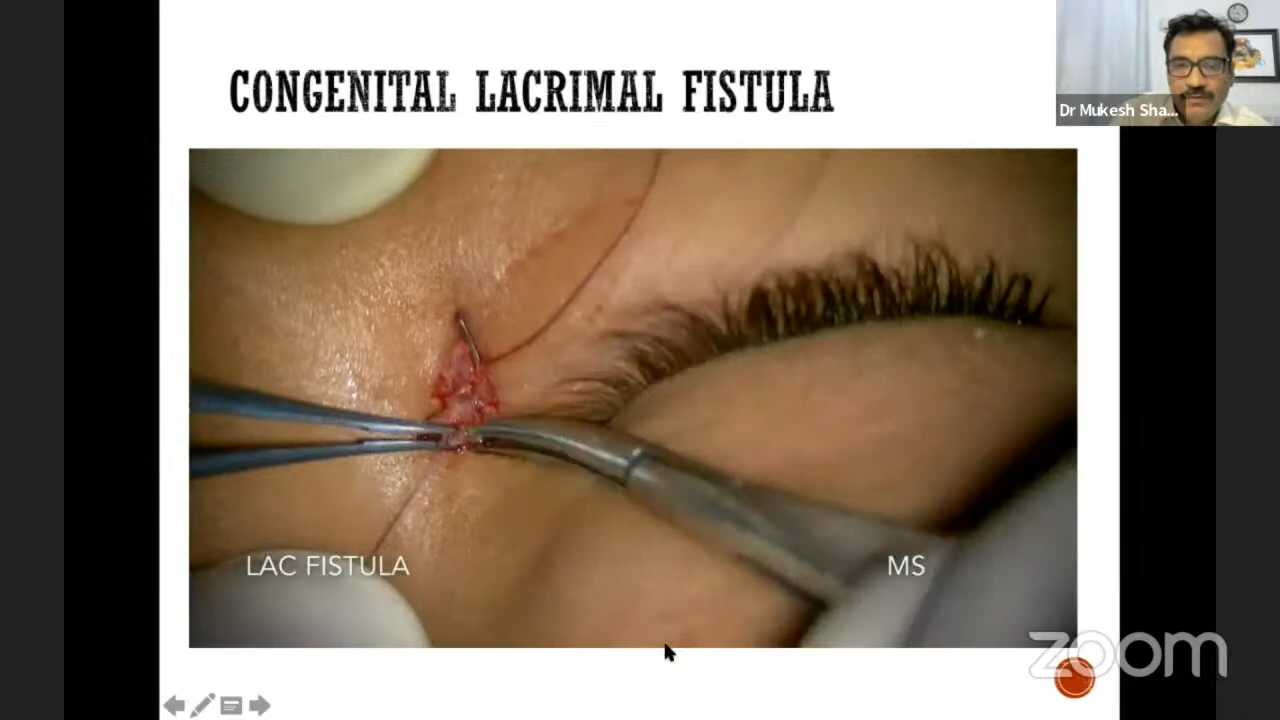 CONGENITAL LACRIMAL FISTULA
Dr Mukesh Sha...
LAC FISTULA
MS
zoom